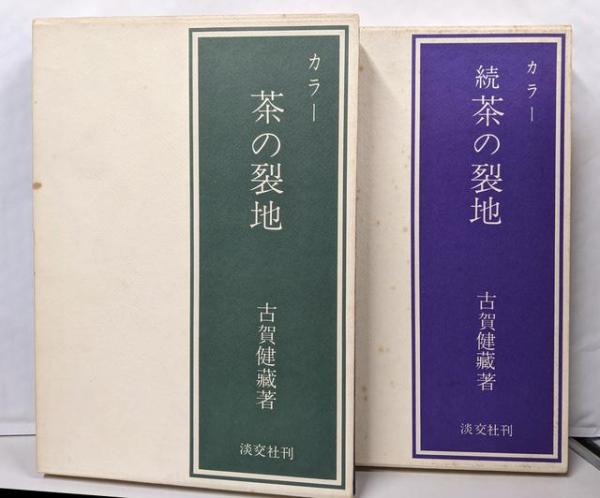 カラー
茶の裂地
古賀健藏著
淡交社刊
カラー
続茶の裂地
古賀健藏著
淡交社刊